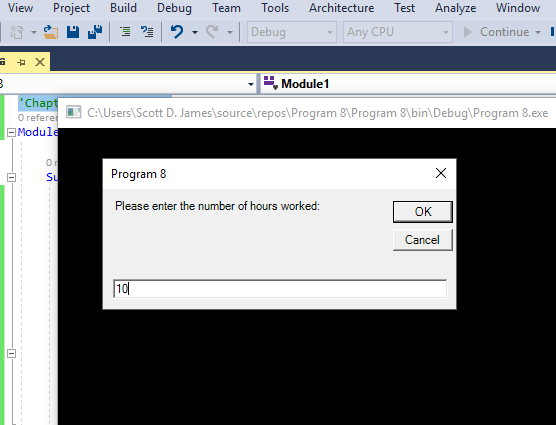 View Project Build Debug Team Tools Architecture Test Analyze Window
Debug Any CPU Continue
Module1
'Chapt
0 referen
Module
C:\Users\Scott D. James\source\repos\Program 8\Program 8\bin\Debug\Program 8.exe
0 r
Su
Program 8
Please enter the number of hours worked:
OK
Cancel
10